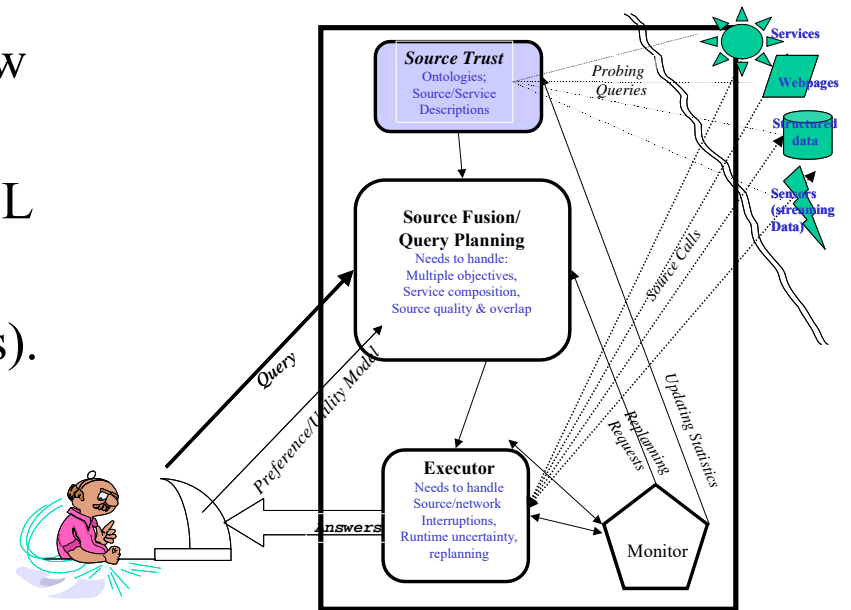 w
L
s).
Source Trust
Ontologies;
Source/Service
Descriptions
Probing
Queries
Services
Webpages
Structured
data
Sensors
(streaming
Data)
Source Fusion/
Query Planning
Needs to handle:
Multiple objectives,
Service composition,
Source quality & overlap
Source Calls
Query
Preference/Utility Model
Updating Statistics
Replanning
Requests
Executor
Needs to handle
Source/network
Interruptions,
Runtime uncertainty,
replanning
Answers
Monitor